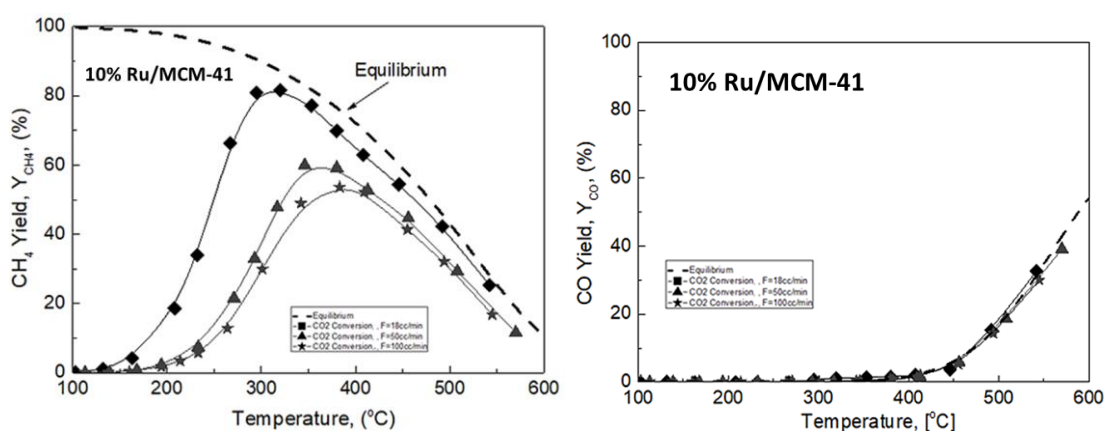 100
80
60
40
20
0
CH4 Yield, YCH4, (%)
10% Ru/MCM-41
Equilibrium
Equilibrium
CO2 Conversion, , F=18cc/min
CO2 Conversion, , F=50cc/min
CO2 Conversion,. F=100cc/min
100 200 300 400 500 600
Temperature, (°C)
100
80
60
40
20
0
CO Yield, YCO, (%)
10% Ru/MCM-41
Equilibrium
CO2 Conversion, , F=18cc/min
CO2 Conversion, , F=50cc/min
CO2 Conversion,. F=100cc/min
100 200 300 400 500 600
Temperature, [°C]